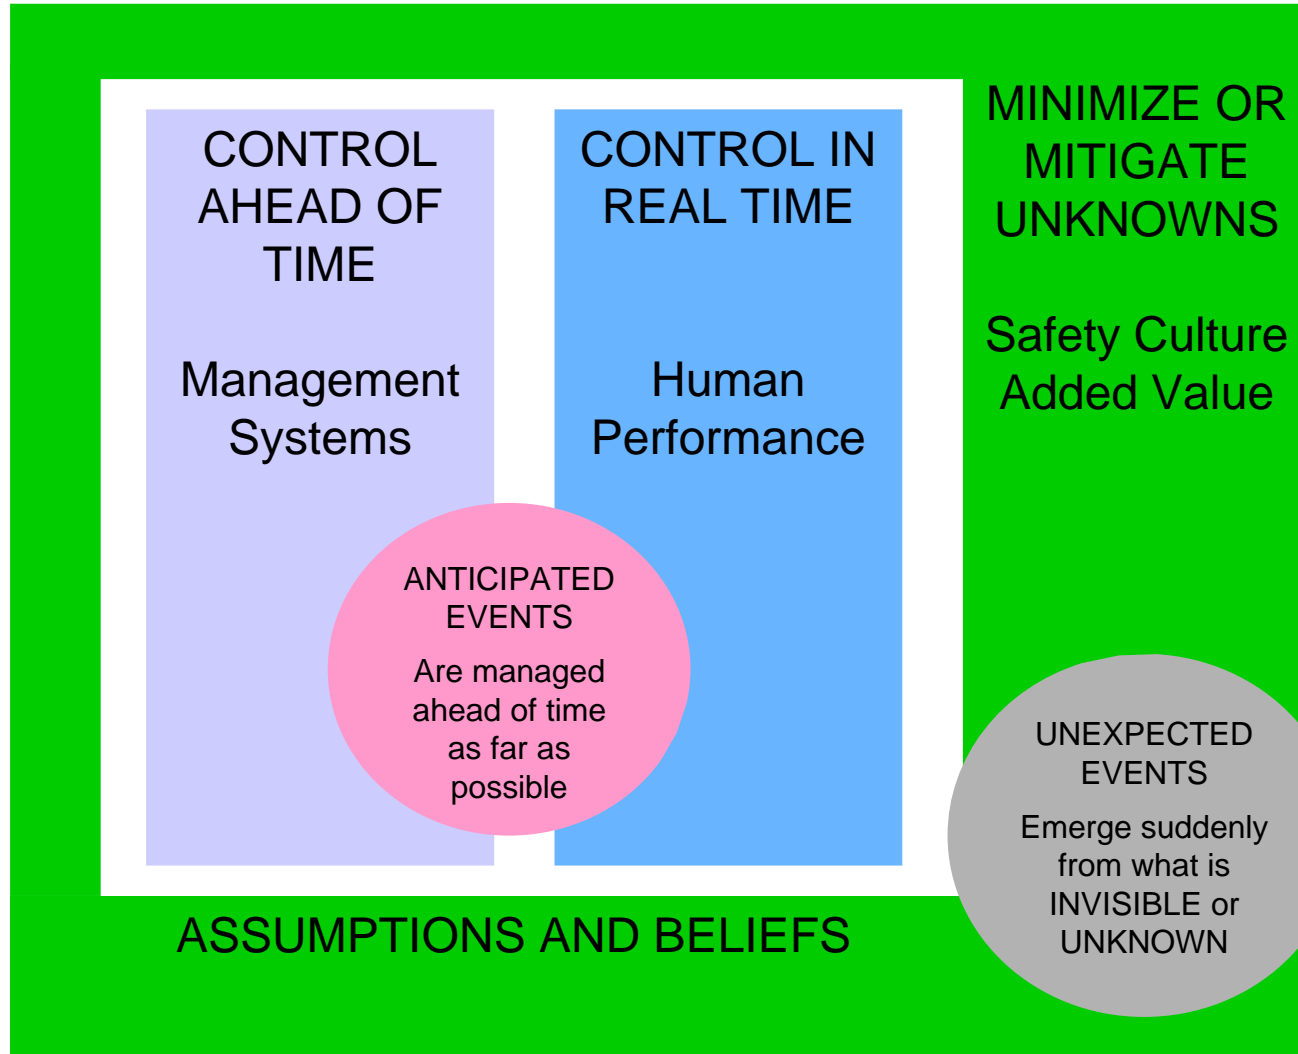 CONTROL
AHEAD OF
TIME
Management
Systems
CONTROL IN
REAL TIME
Human
Performance
MINIMIZE OR
MITIGATE
UNKNOWNS
Safety Culture
Added Value
ANTICIPATED
EVENTS
Are managed
ahead of time
as far as
possible
UNEXPECTED
EVENTS
Emerge suddenly
from what is
INVISIBLE or
UNKNOWN
ASSUMPTIONS AND BELIEFS